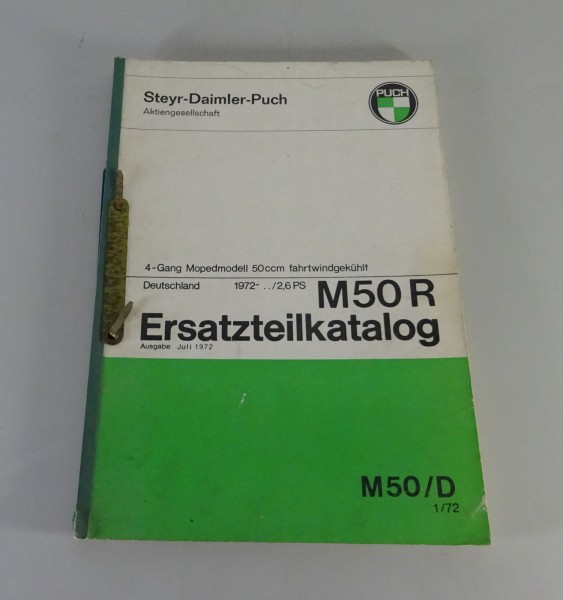 Steyr-Daimler-Puch
Aktiengesellschaft
PUCH
4-Gang Mopedmodell 50ccm fahrtwindgekühlt
Deutschland 1972- ../2,6 PS M50 R
Ersatzteilkatalog
Ausgabe Juli 1972
M50/D
1/72